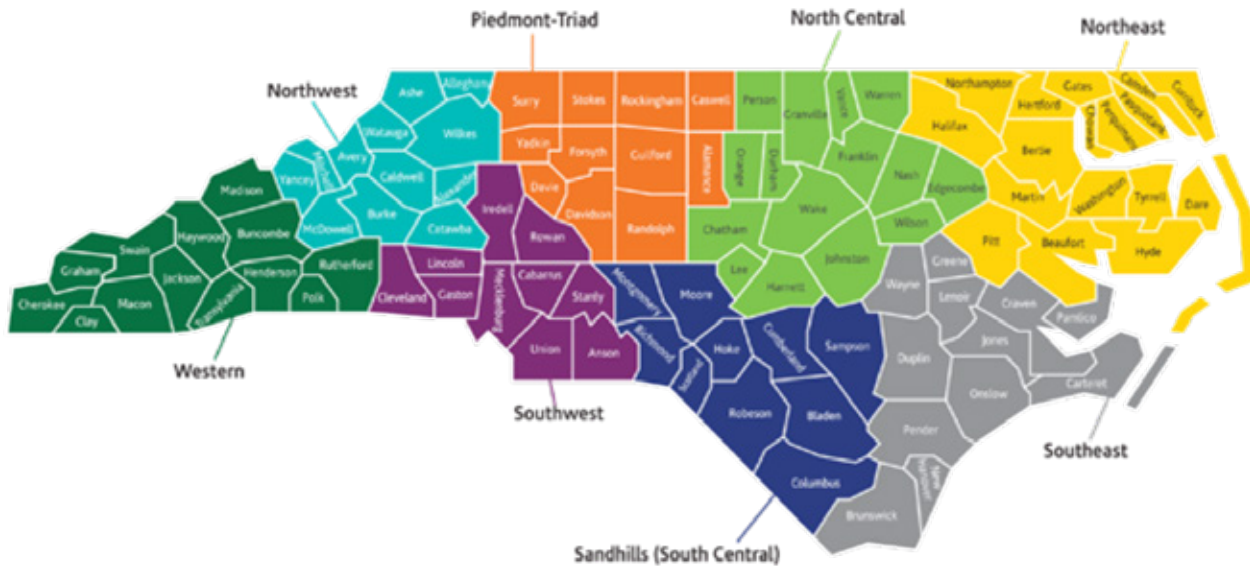 Piedmont-Triad
North Central
Northeast
Northwest
Ashe
Alleghany
Surry
Stokes
Rockingham
Caswell
Person
Granville
Vance
Warren
Northampton
Gates
Camden
Currituck
Pasquotank
Perquimans
Chowan
Hertford
Halifax
Bertie
Watauga
Wilkes
Yadkin
Forsyth
Guilford
Alamance
Orange
Durham
Franklin
Nash
Edgecombe
Avery
Mitchell
Yancey
Caldwell
Alexander
Iredell
Davie
Davidson
Randolph
Chatham
Wake
Wilson
Martin
Washington
Tyrrell
Dare
Madison
Buncombe
McDowell
Burke
Catawba
Rowan
Lee
Johnston
Harnett
Greene
Pitt
Beaufort
Hyde
Haywood
Swain
Graham
Jackson
Henderson
Rutherford
Polk
Transylvania
Cherokee
Macon
Clay
Cleveland
Lincoln
Gaston
Mecklenburg
Cabarrus
Stanly
Union
Anson
Montgomery
Moore
Richmond
Scotland
Hoke
Cumberland
Sampson
Wayne
Lenoir
Craven
Pamlico
Jones
Duplin
Onslow
Carteret
Robeson
Bladen
Pender
Columbus
New
Hanover
Brunswick
Western
Southwest
Southeast
Sandhills (South Central)